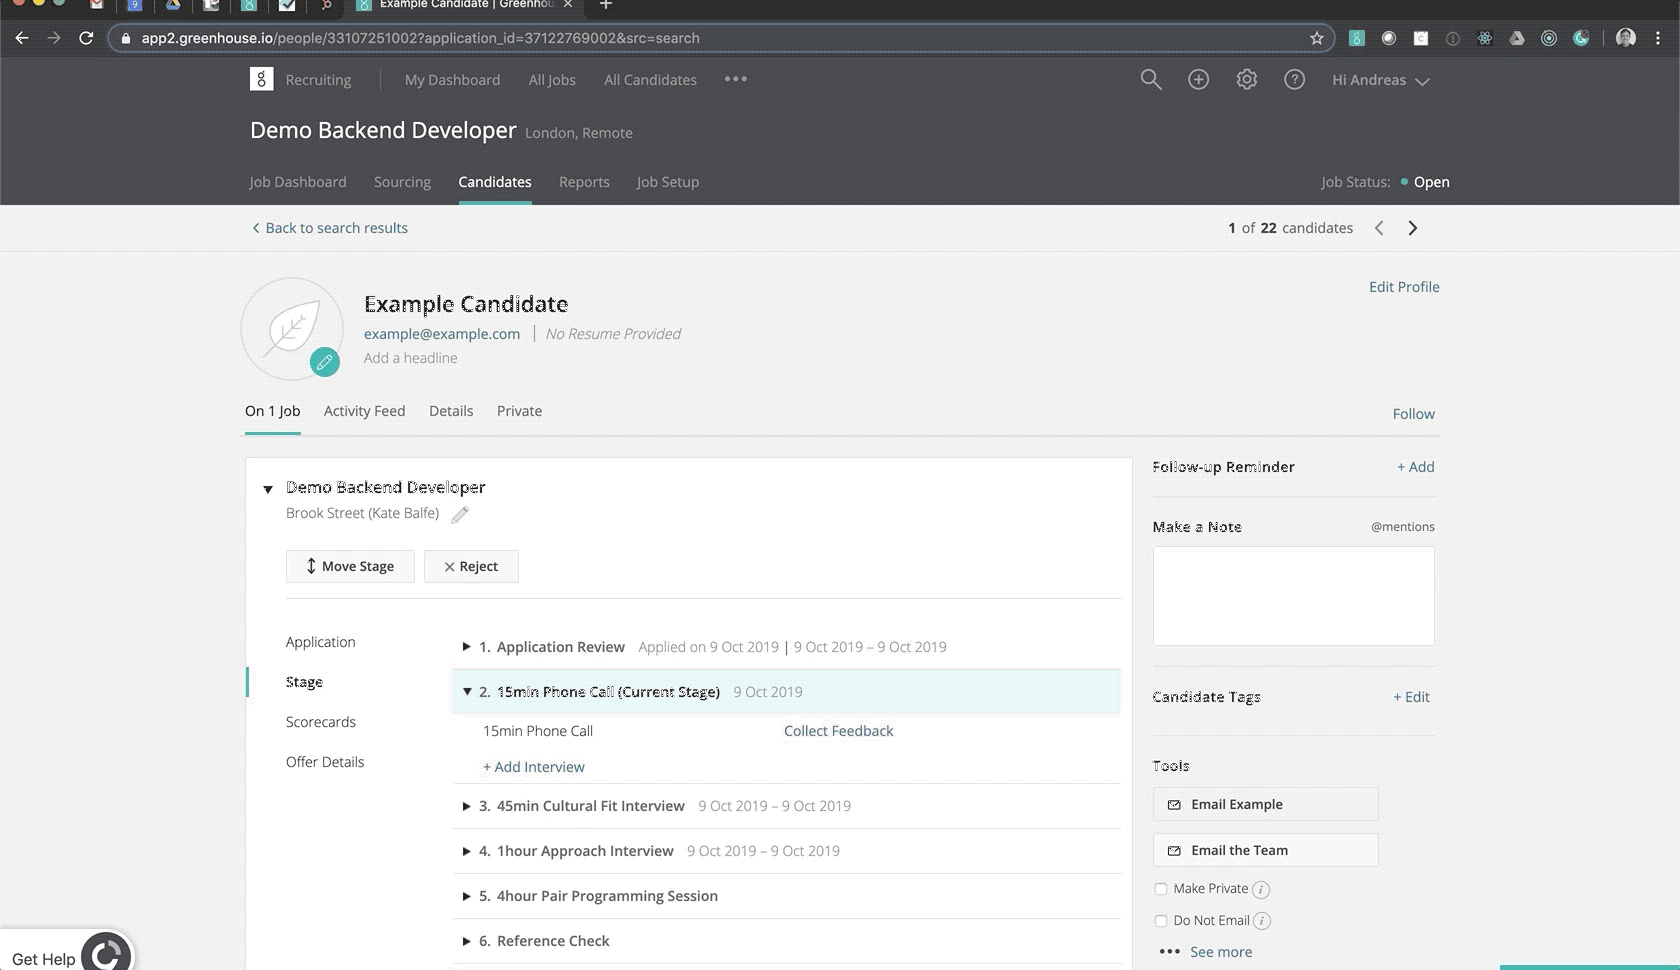 Example Candidate | Greenhou
app2.greenhouse.io/people/33107251002?application_id=37122769002&src=search
Recruiting My Dashboard All Jobs All Candidates ••• Hi Andreas
Demo Backend Developer London, Remote
Job Dashboard Sourcing Candidates Reports Job Setup Job Status: • Open
Back to search results 1 of 22 candidates
Edit Profile
Example Candidate
example@example.com | No Resume Provided
Add a headline
On 1 Job Activity Feed Details Private Follow
Demo Backend Developer
Brook Street (Kate Balfe)
Move Stage Reject
Application
Stage
Scorecards
Offer Details
1. Application Review Applied on 9 Oct 2019 | 9 Oct 2019 – 9 Oct 2019
2. 15min Phone Call (Current Stage) 9 Oct 2019
15min Phone Call Collect Feedback
+ Add Interview
3. 45min Cultural Fit Interview 9 Oct 2019 – 9 Oct 2019
4. 1hour Approach Interview 9 Oct 2019 – 9 Oct 2019
5. 4hour Pair Programming Session
6. Reference Check
Follow-up Reminder + Add
Make a Note @mentions
Candidate Tags + Edit
Tools
Email Example
Email the Team
Make Private i
Do Not Email i
••• See more
Get Help